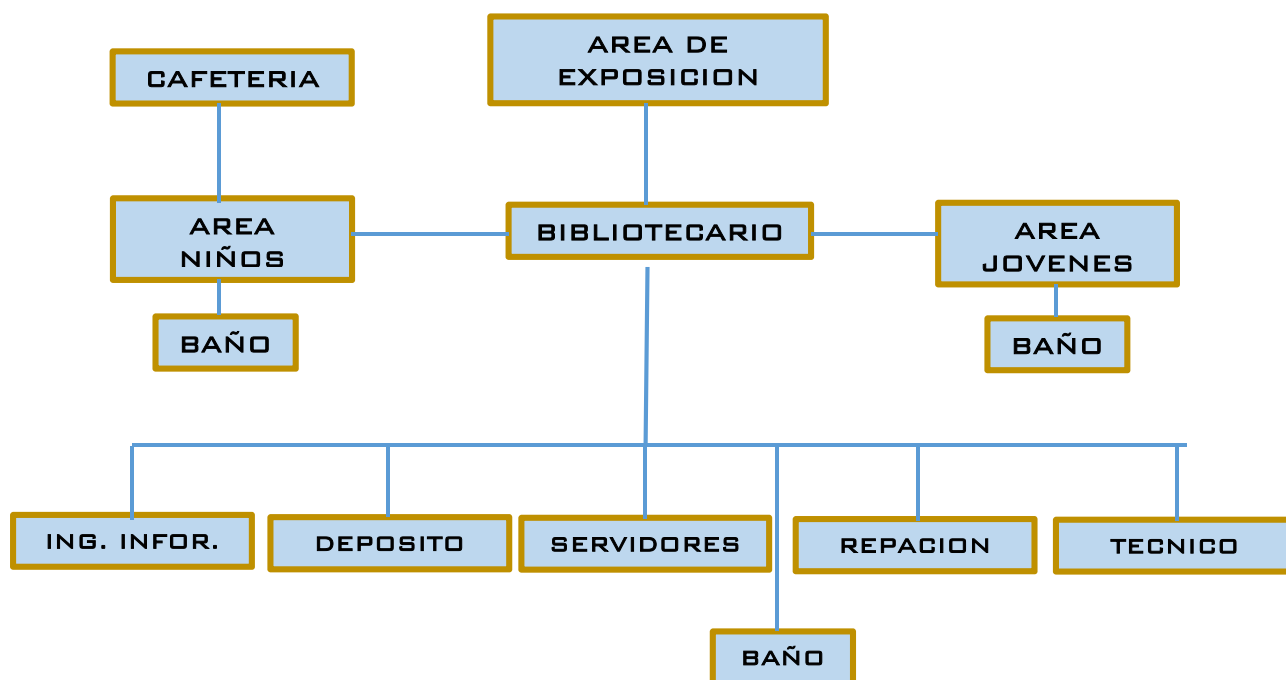 AREA DE
EXPOSICION
CAFETERIA
AREA
NIÑOS
BIBLIOTECARIO
AREA
JOVENES
BAÑO
BAÑO
ING. INFOR.
DEPOSITO
SERVIDORES
REPACION
TECNICO
BAÑO